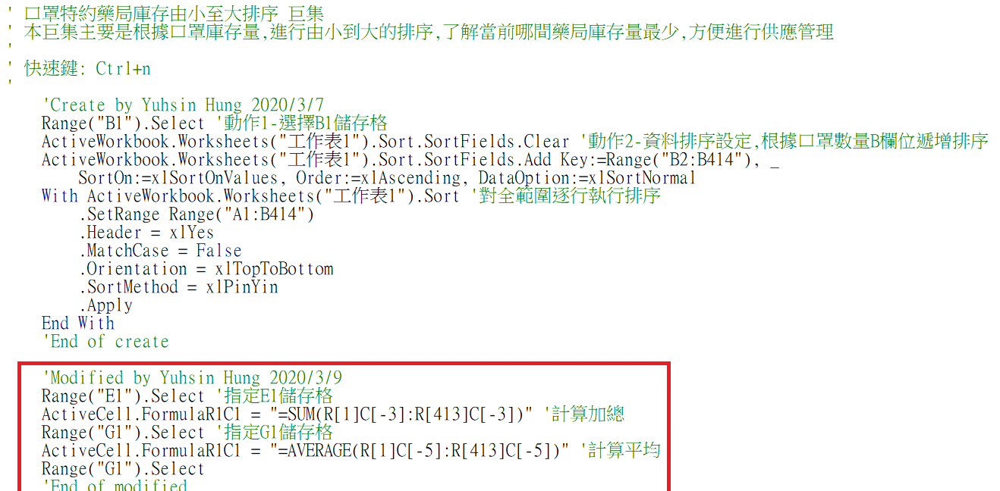 ' 口罩特約藥局庫存由小至大排序 巨集
' 本巨集主要是根據口罩庫存量,進行由小到大的排序,了解當前哪間藥局庫存量最少,方便進行供應管理
'
' 快速鍵: Ctrl+n
'
'Create by Yuhsin Hung 2020/3/7
Range("B1").Select '動作1-選擇B1儲存格
ActiveWorkbook.Worksheets("工作表1").Sort.SortFields.Clear '動作2-資料排序設定,根據口罩數量B欄位遞增排序
ActiveWorkbook.Worksheets("工作表1").Sort.SortFields.Add Key:=Range("B2:B414"), _
SortOn:=xlSortOnValues, Order:=xlAscending, DataOption:=xlSortNormal
With ActiveWorkbook.Worksheets("工作表1").Sort '對全範圍逐行執行排序
.SetRange Range("A1:B414")
.Header = xlYes
.MatchCase = False
.Orientation = xlTopToBottom
.SortMethod = xlPinYin
.Apply
End With
'End of create
'Modified by Yuhsin Hung 2020/3/9
Range("E1").Select '指定E1儲存格
ActiveCell.FormulaR1C1 = "=SUM(R[1]C[-3]:R[413]C[-3])" '計算加總
Range("G1").Select '指定G1儲存格
ActiveCell.FormulaR1C1 = "=AVERAGE(R[1]C[-5]:R[413]C[-5])" '計算平均
Range("G1").Select
'End of modified